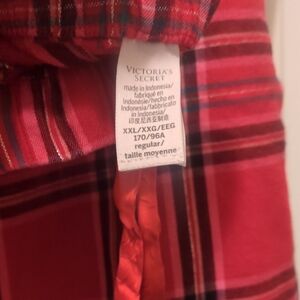 VICTORIA'S
SECRET
made in Indonesia/
fabriqué en
Indonésie/hecho en
Indonesia/fabbricato
in Indonesia/
印度尼西亚制造
XXL/XXG/EEG
170/96A
regular/
taille moyenne